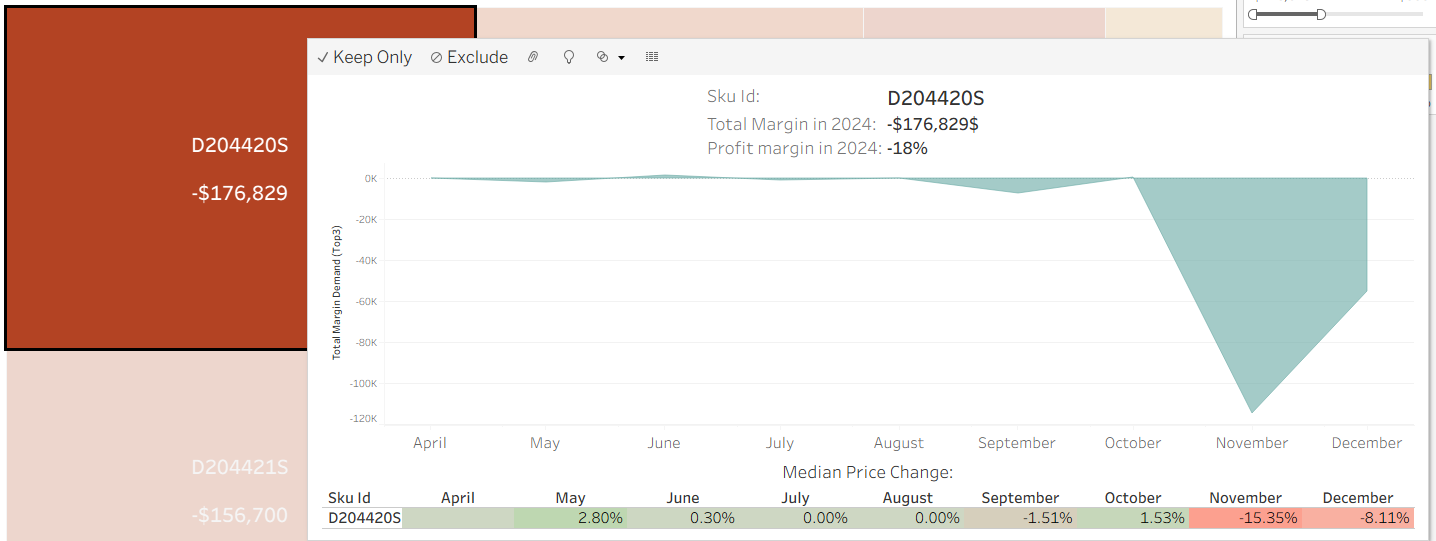 Keep Only Exclude
Sku Id: D204420S
Total Margin in 2024: -$176,829$
Profit margin in 2024: -18%
D204420S
-$176,829
Total Margin Demand (Top3)
0K
-20K
-40K
-60K
-80K
-100K
-120K
April May June July August September October November December
D204421S
-$156,700
Median Price Change:
Sku Id April May June July August September October November December
D204420S 2.80% 0.30% 0.00% 0.00% -1.51% 1.53% -15.35% -8.11%